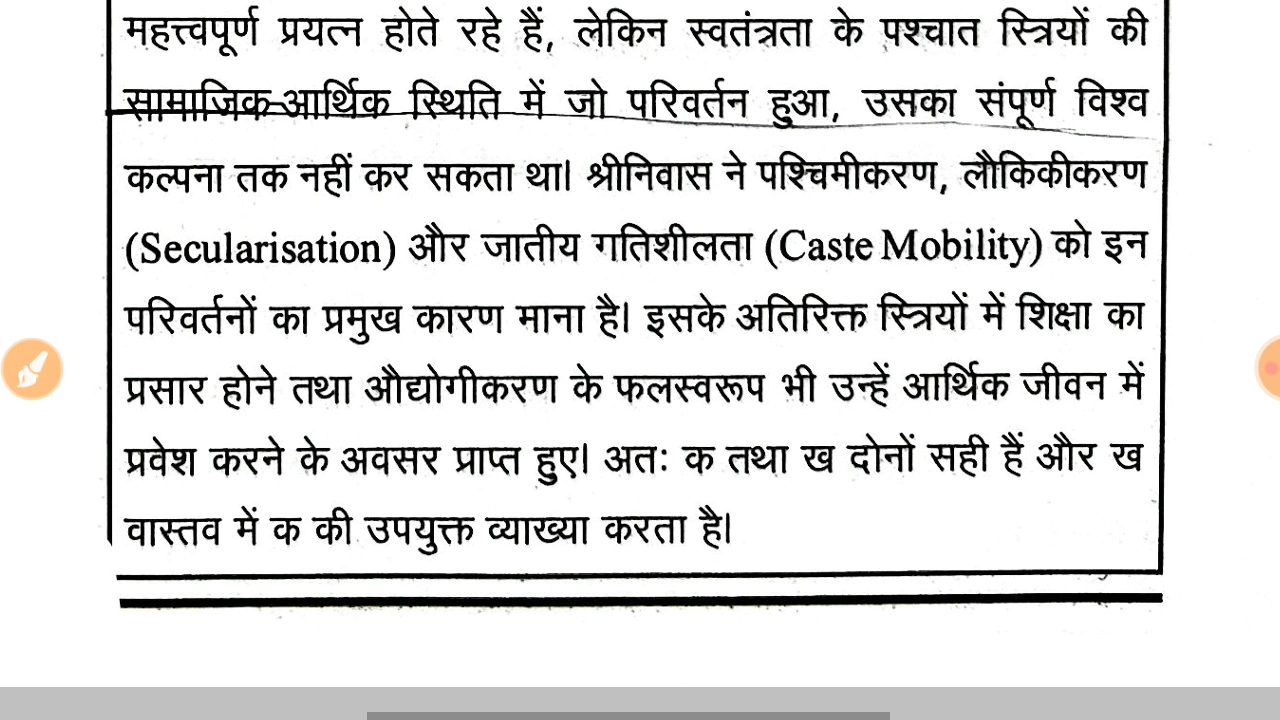 महत्त्वपूर्ण प्रयत्न होते रहे हैं, लेकिन स्वतंत्रता के पश्चात स्त्रियों की
सामाजिक-आर्थिक स्थिति में जो परिवर्तन हुआ, उसका संपूर्ण विश्व
कल्पना तक नहीं कर सकता था। श्रीनिवास ने पश्चिमीकरण, लौकिकीकरण
(Secularisation) और जातीय गतिशीलता (Caste Mobility) को इन
परिवर्तनों का प्रमुख कारण माना है। इसके अतिरिक्त स्त्रियों में शिक्षा का
प्रसार होने तथा औद्योगीकरण के फलस्वरूप भी उन्हें आर्थिक जीवन में
प्रवेश करने के अवसर प्राप्त हुए। अतः क तथा ख दोनों सही हैं और ख
वास्तव में क की उपयुक्त व्याख्या करता है।